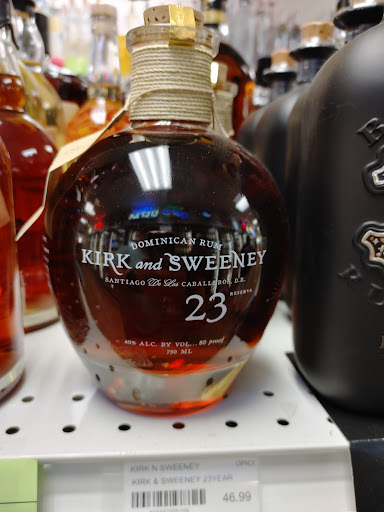 DOMINICAN RUM
KIRK and SWEENEY
SANTIAGO De Los CABALLEROS, D.R.
23 RESERVA
40% ALC. BY VOL... 80 proof
750 ML
KIRK N SWEENEY
KIRK & SWEENEY 23YEAR
46.99